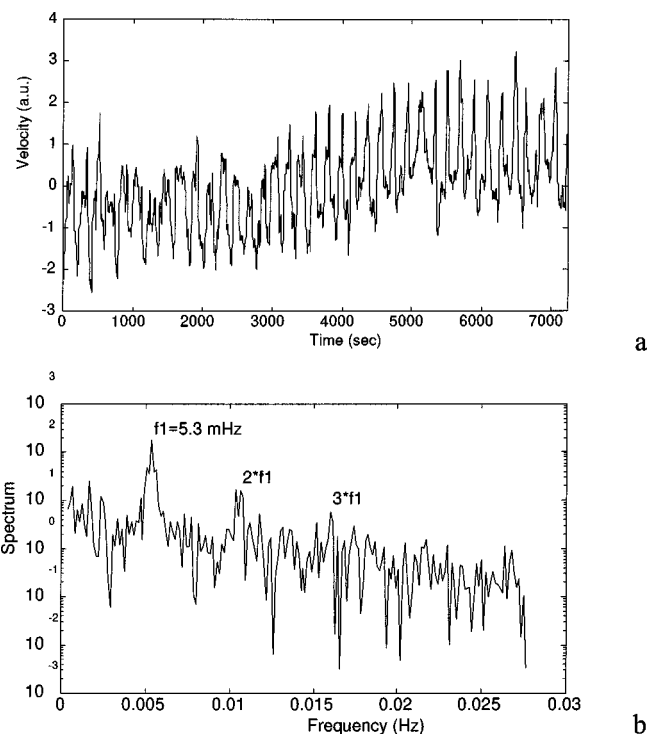 4
3
2
1
0
-1
-2
-3
Velocity (a.u.)
0 1000 2000 3000 4000 5000 6000 7000
Time (sec)
a
3
10
2
10
1
10
0
10
-1
10
-2
10
-3
Spectrum
f1=5.3 mHz
2*f1
3*f1
0 0.005 0.01 0.015 0.02 0.025 0.03
Frequency (Hz)
b